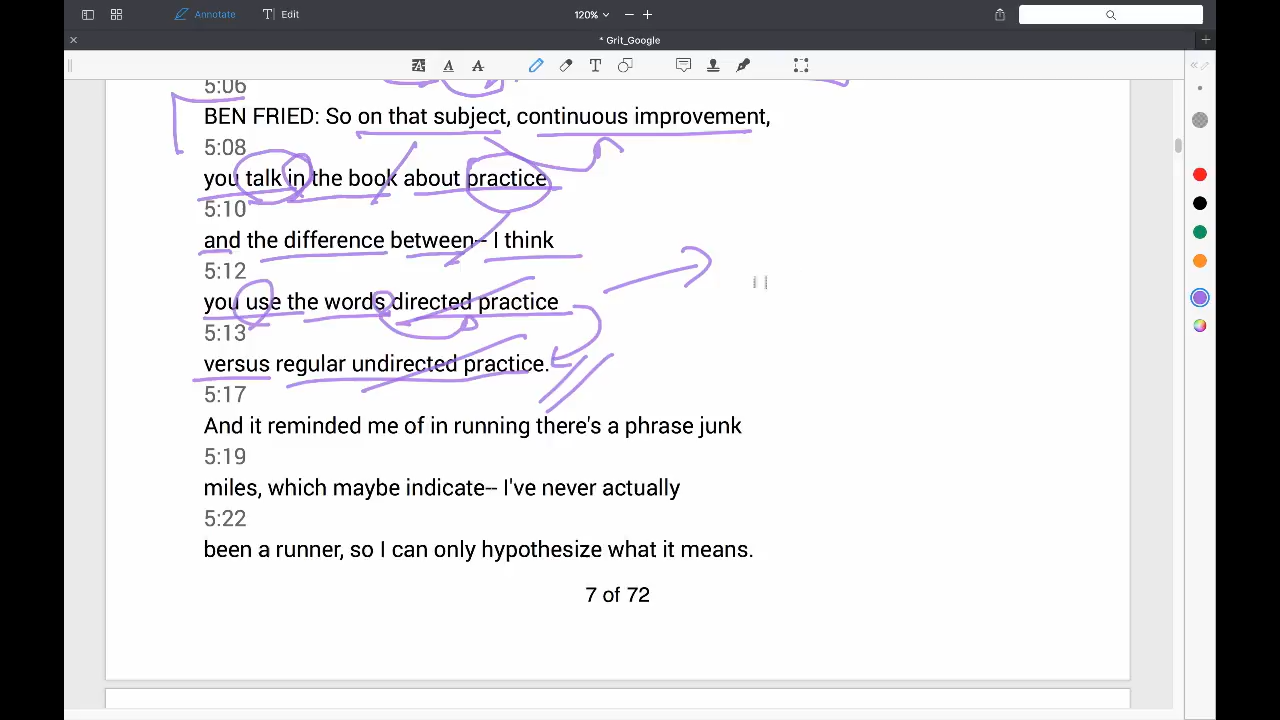 Annotate
Edit
120%
* Grit_Google
5:06
BEN FRIED: So on that subject, continuous improvement,
5:08
you talk in the book about practice
5:10
and the difference between-- I think
5:12
you use the words directed practice
5:13
versus regular undirected practice.
5:17
And it reminded me of in running there's a phrase junk
5:19
miles, which maybe indicate-- I've never actually
5:22
been a runner, so I can only hypothesize what it means.
7 of 72